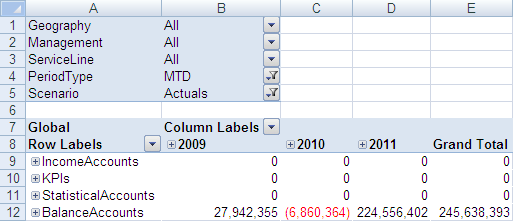 A B C D E
1 Geography All
2 Management All
3 ServiceLine All
4 PeriodType MTD
5 Scenario Actuals
6
7 Global Column Labels
8 Row Labels 2009 2010 2011 Grand Total
9 IncomeAccounts 0 0 0 0
10 KPIs 0 0 0 0
11 StatisticalAccounts 0 0 0 0
12 BalanceAccounts 27,942,355 (6,860,364) 224,556,402 245,638,393